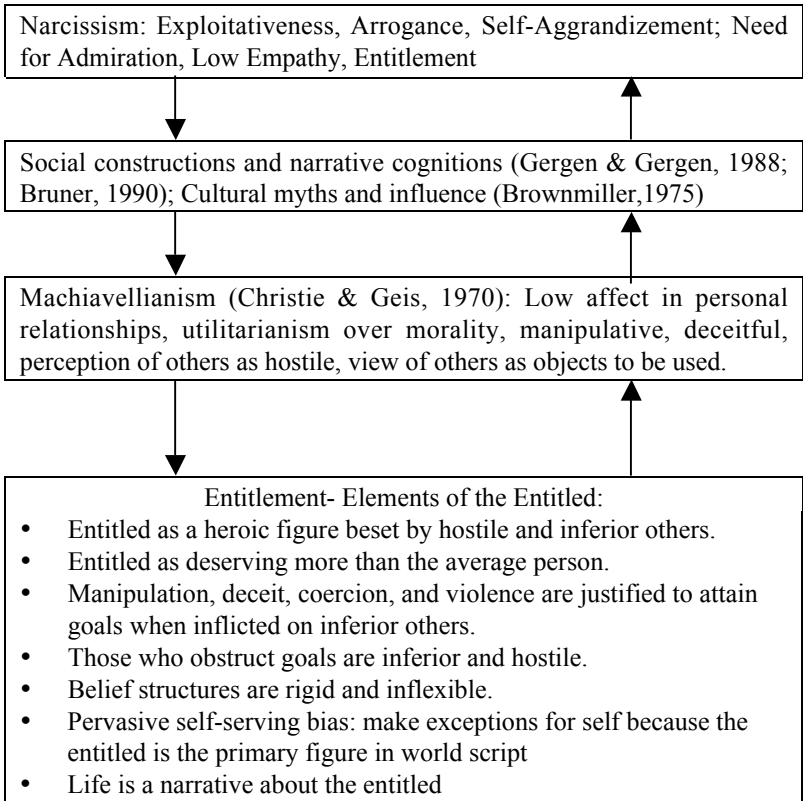 Narcissism: Exploitativeness, Arrogance, Self-Aggrandizement; Need
for Admiration, Low Empathy, Entitlement
Social constructions and narrative cognitions (Gergen & Gergen, 1988;
Bruner, 1990); Cultural myths and influence (Brownmiller,1975)
Machiavellianism (Christie & Geis, 1970): Low affect in personal
relationships, utilitarianism over morality, manipulative, deceitful,
perception of others as hostile, view of others as objects to be used.
Entitlement- Elements of the Entitled:
• Entitled as a heroic figure beset by hostile and inferior others.
• Entitled as deserving more than the average person.
• Manipulation, deceit, coercion, and violence are justified to attain
goals when inflicted on inferior others.
• Those who obstruct goals are inferior and hostile.
• Belief structures are rigid and inflexible.
• Pervasive self-serving bias: make exceptions for self because the
entitled is the primary figure in world script
• Life is a narrative about the entitled